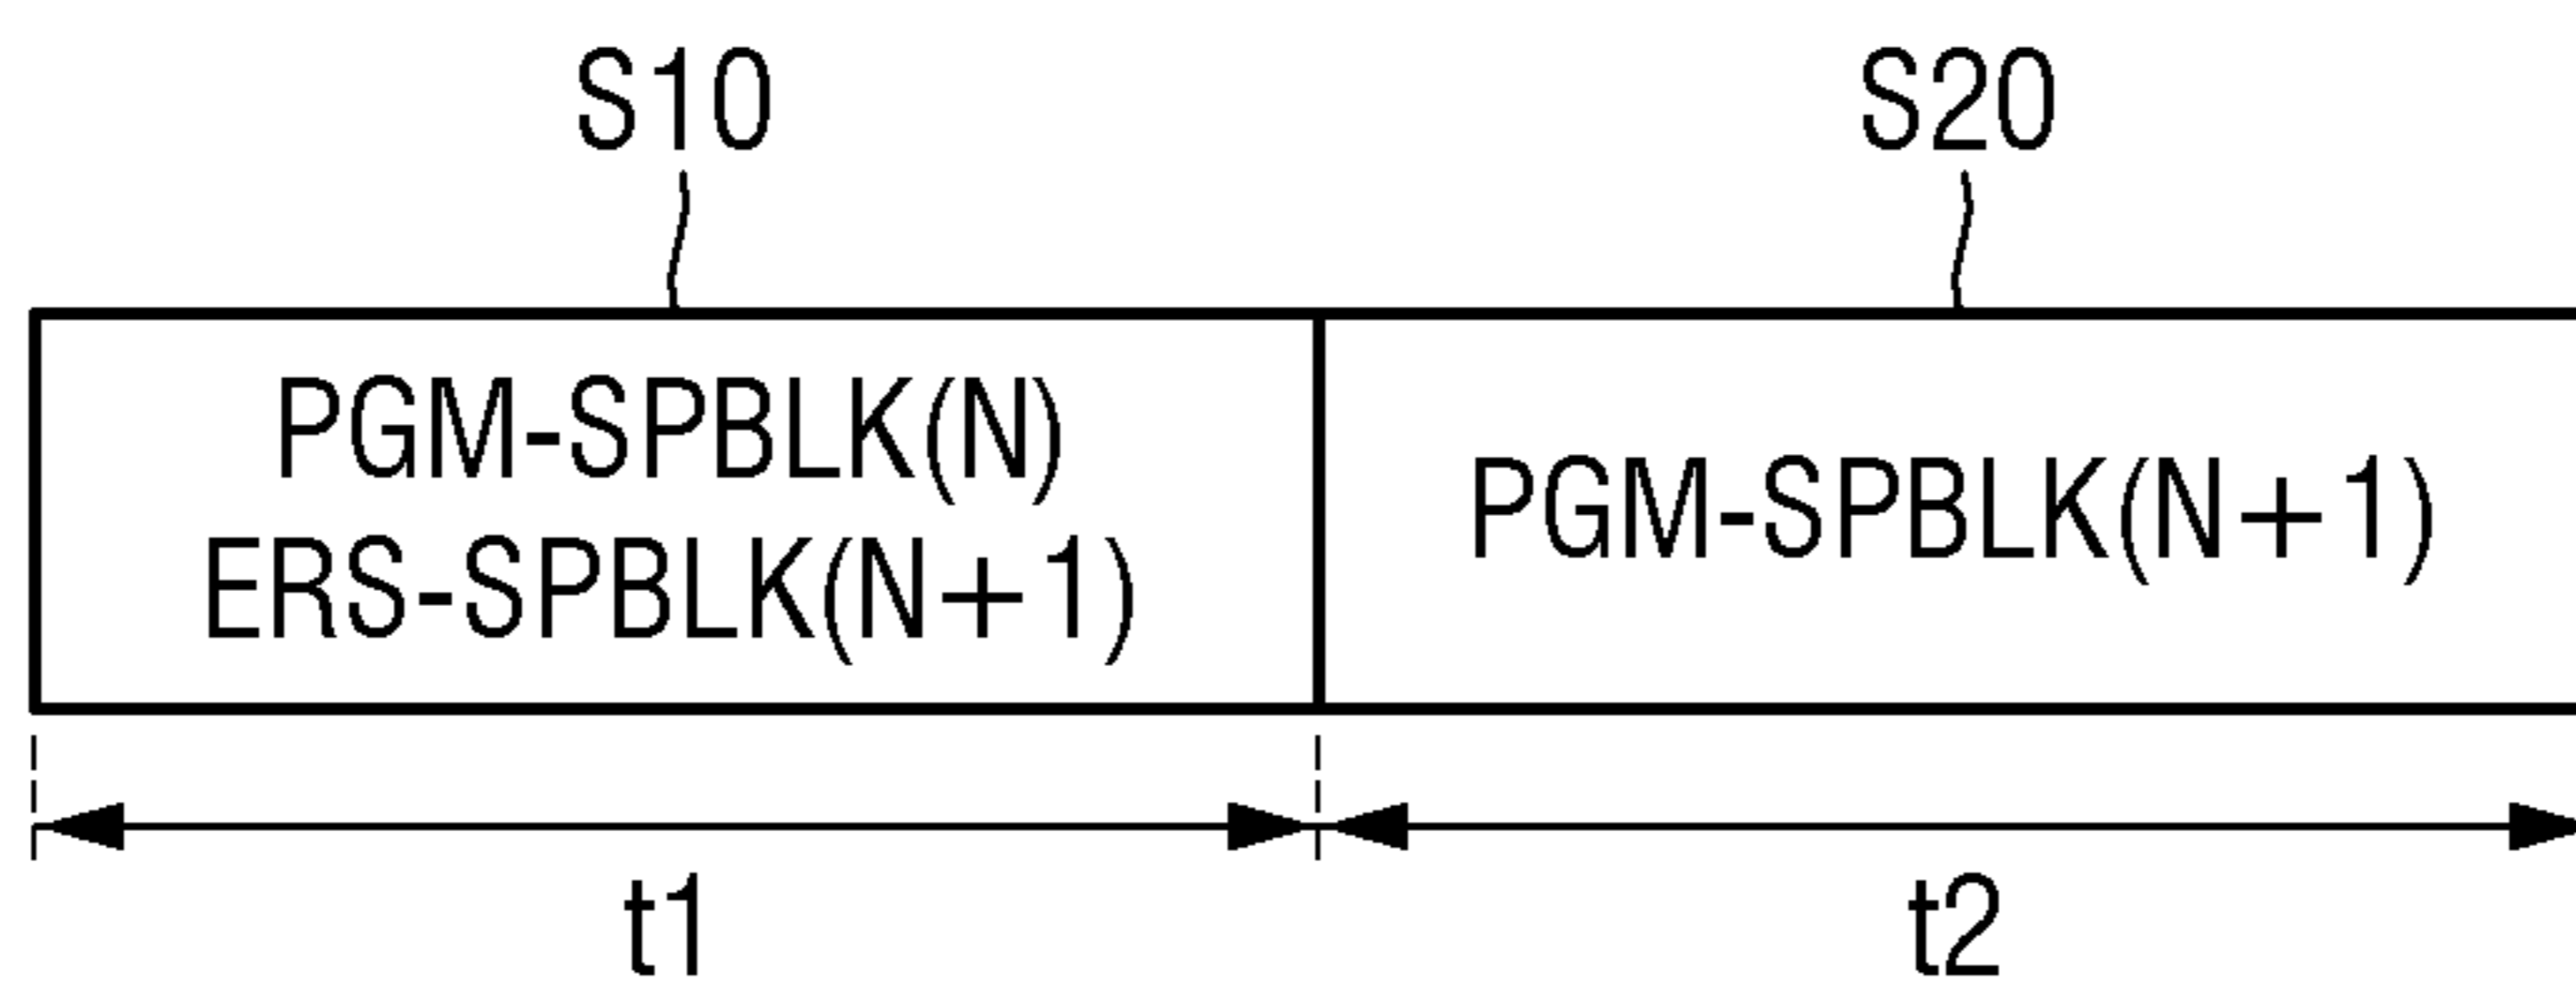 S10 S20
PGM-SPBLK(N)
ERS-SPBLK(N+1)
PGM-SPBLK(N+1)
t1 t2